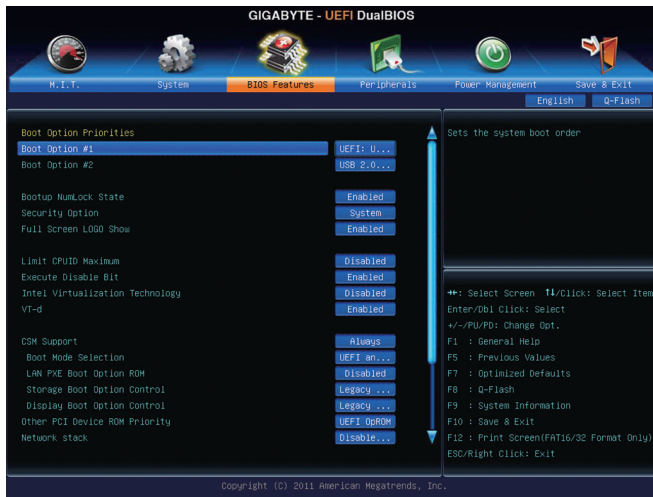 GIGABYTE - UEFI DualBIOS
M.I.T. System BIOS Features Peripherals Power Management Save & Exit
English Q-Flash
Boot Option Priorities
Boot Option #1 UEFI: U...
Boot Option #2 USB 2.0...
Bootup NumLock State Enabled
Security Option System
Full Screen LOGO Show Enabled
Limit CPUID Maximum Disabled
Execute Disable Bit Enabled
Intel Virtualization Technology Disabled
VT-d Enabled
CSM Support Always
Boot Mode Selection UEFI an...
LAN PXE Boot Option ROM Disabled
Storage Boot Option Control Legacy ...
Display Boot Option Control Legacy ...
Other PCI Device ROM Priority UEFI OpROM
Network stack Disable...
Sets the system boot order
→←: Select Screen ↑↓/Click: Select Item
Enter/Dbl Click: Select
+/-/PU/PD: Change Opt.
F1 : General Help
F5 : Previous Values
F7 : Optimized Defaults
F8 : Q-Flash
F9 : System Information
F10 : Save & Exit
F12 : Print Screen(FAT16/32 Format Only)
ESC/Right Click: Exit
Copyright (C) 2011 American Megatrends, Inc.